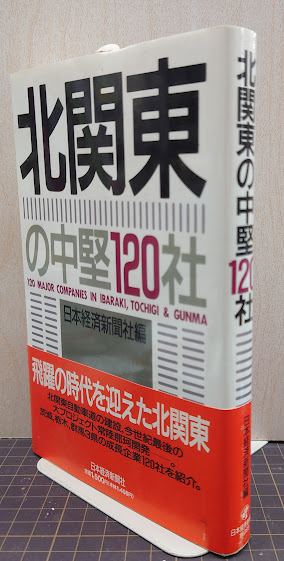 北関東
の中堅120社
120 MAJOR COMPANIES IN IBARAKI, TOCHIGI & GUNMA
日本経済新聞社編
飛躍の時代を迎えた北関東
北関東自動車道の建設、今世紀最後の
大プロジェクト常陸那珂開発──。
茨城、栃木、群馬3県の成長企業120社を紹介。
日本経済新聞社
北関東の中堅120社
日本経済新聞社編